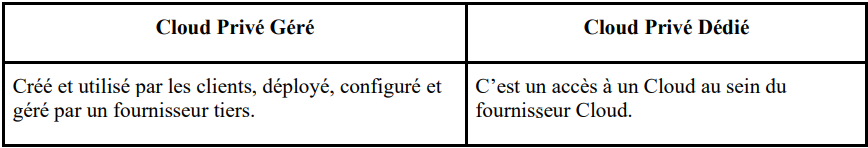 Cloud Privé Géré
Cloud Privé Dédié
Créé et utilisé par les clients, déployé, configuré et
géré par un fournisseur tiers.
C’est un accès à un Cloud au sein du
fournisseur Cloud.